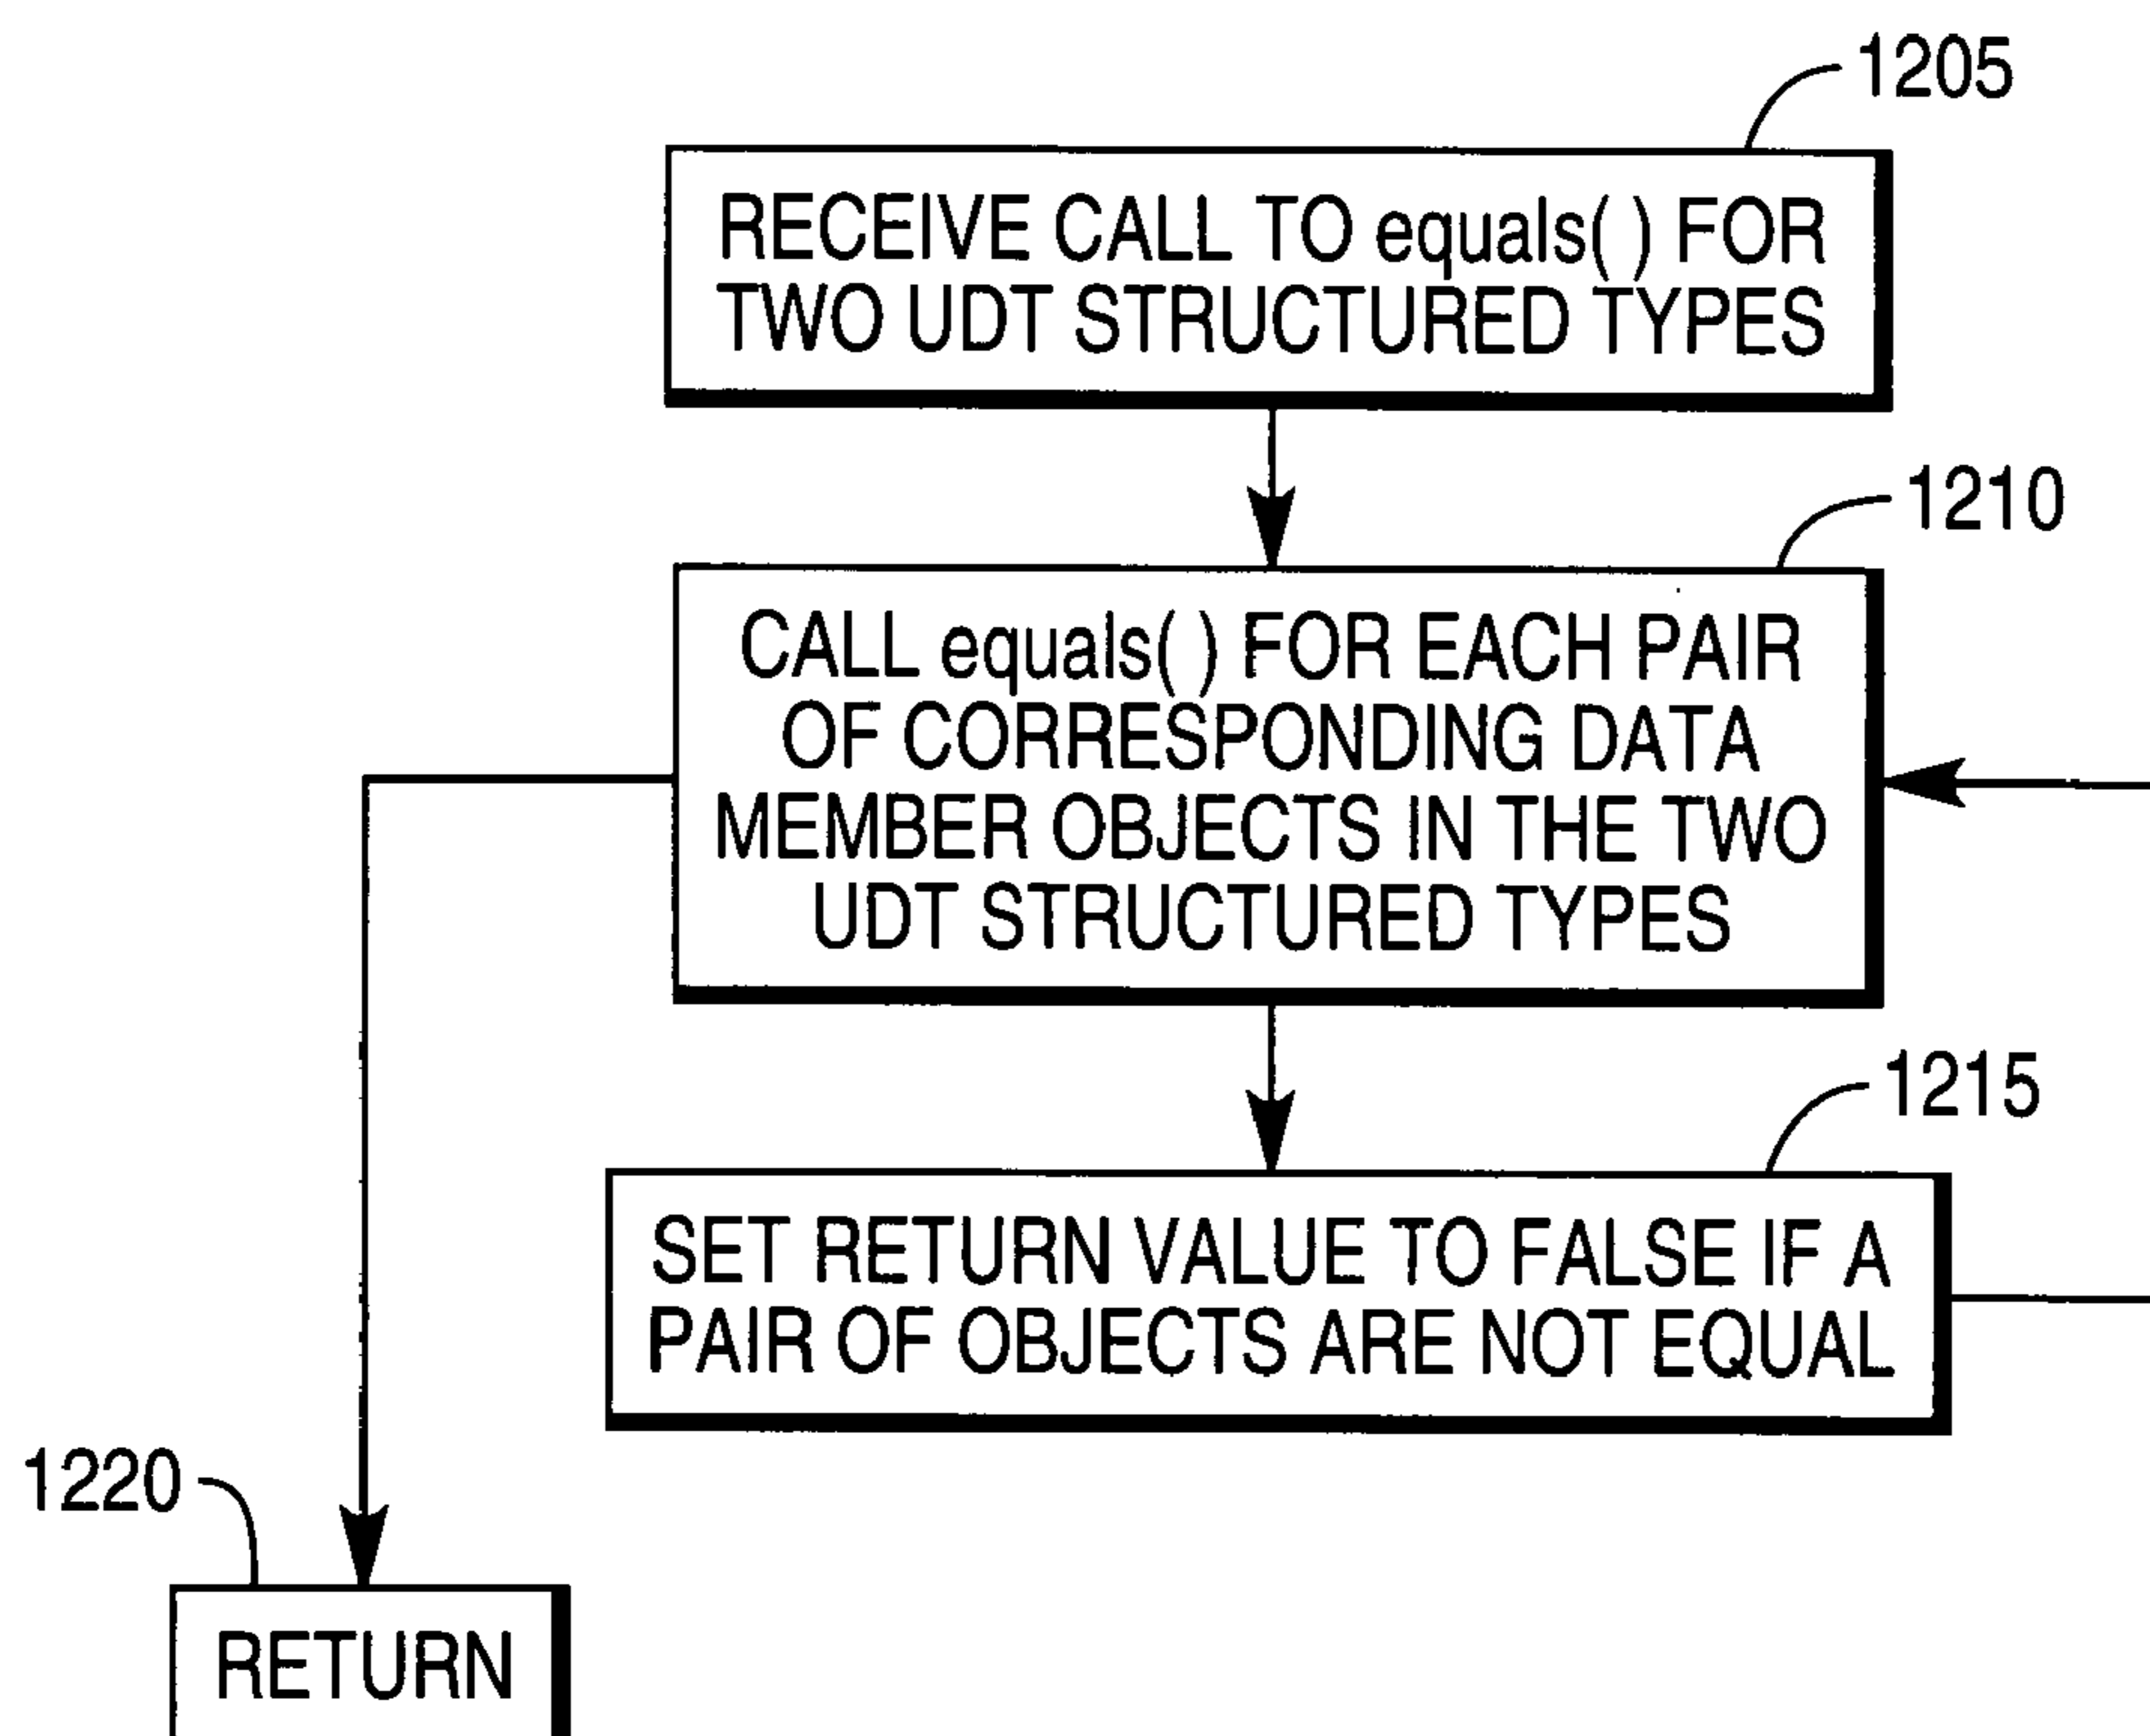 1205
RECEIVE CALL TO equals( ) FOR
TWO UDT STRUCTURED TYPES
1210
CALL equals( ) FOR EACH PAIR
OF CORRESPONDING DATA
MEMBER OBJECTS IN THE TWO
UDT STRUCTURED TYPES
1215
SET RETURN VALUE TO FALSE IF A
PAIR OF OBJECTS ARE NOT EQUAL
1220
RETURN